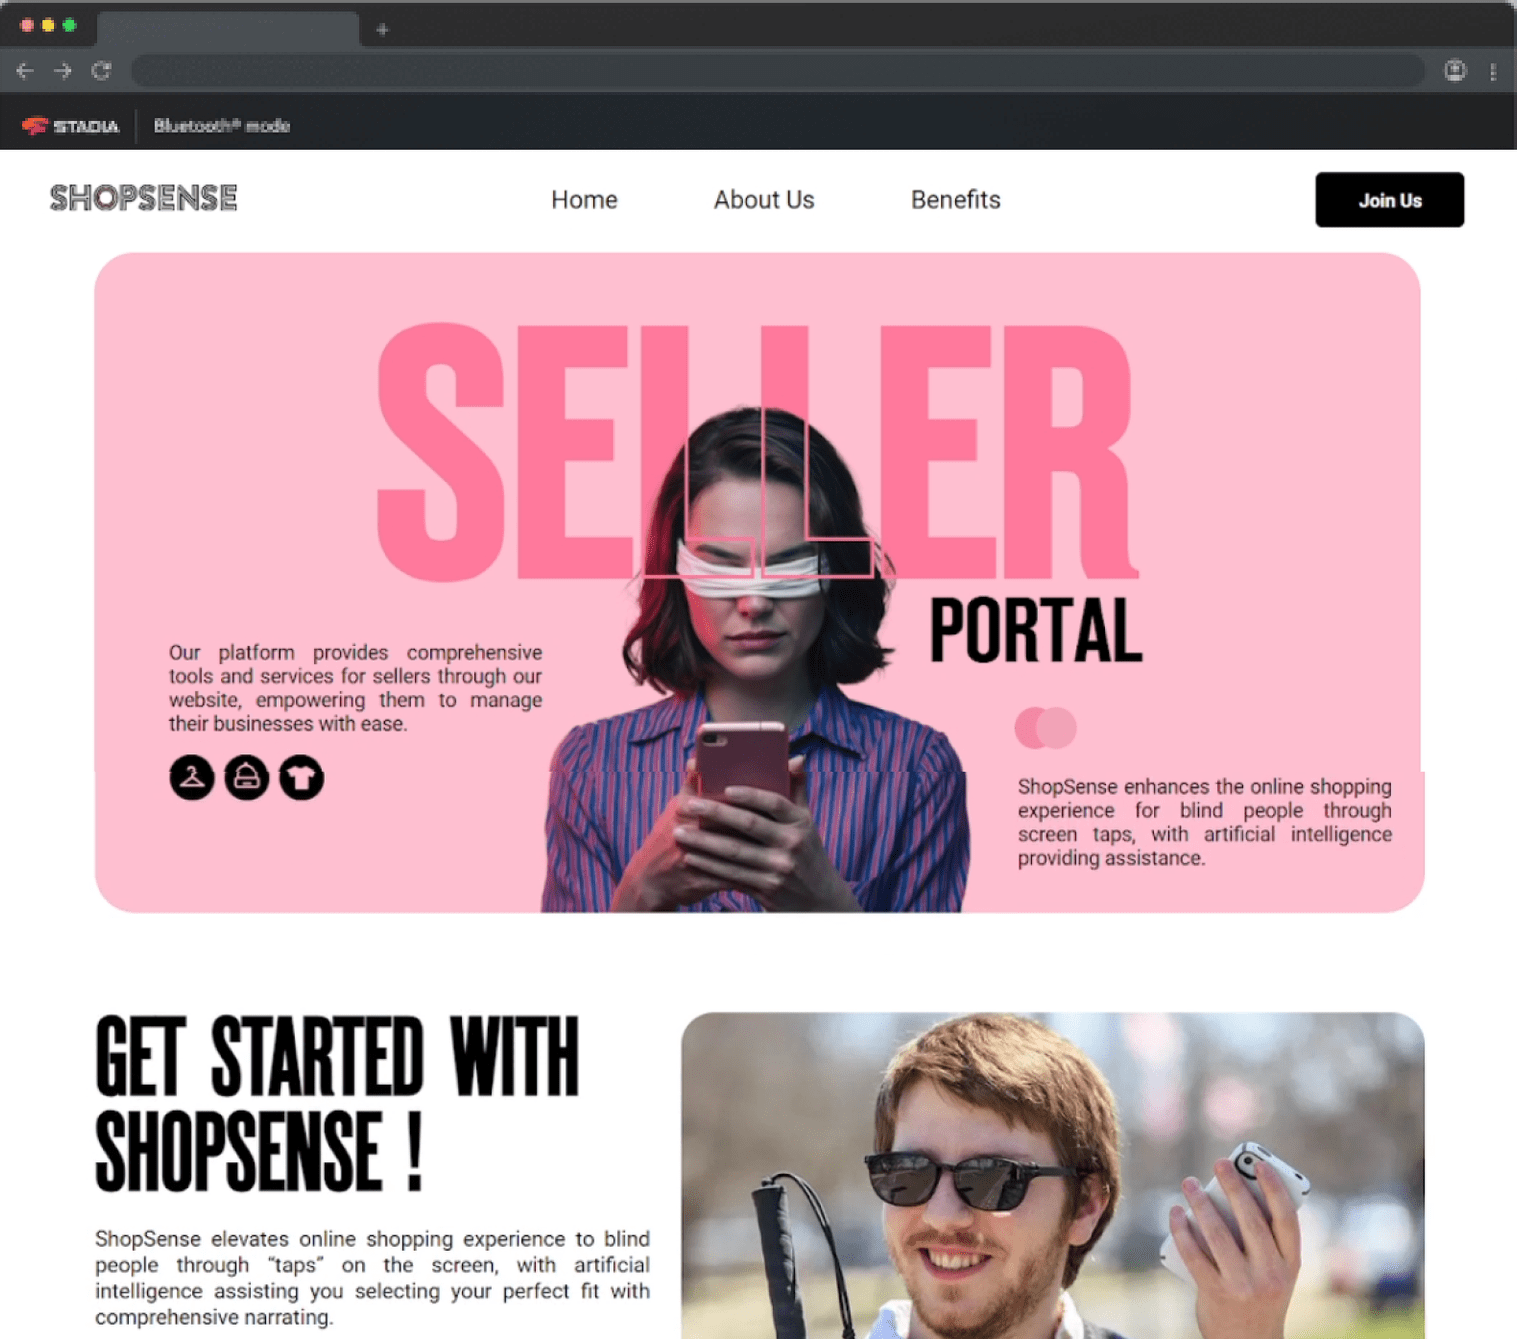 STADIA
Bluetooth® mode
SHOPSENSE
Home
About Us
Benefits
Join Us
SELLER
PORTAL
Our platform provides comprehensive
tools and services for sellers through our
website, empowering them to manage
their businesses with ease.
ShopSense enhances the online shopping
experience for blind people through
screen taps, with artificial intelligence
providing assistance.
GET STARTED WITH
SHOPSENSE !
ShopSense elevates online shopping experience to blind
people through “taps” on the screen, with artificial
intelligence assisting you selecting your perfect fit with
comprehensive narrating.